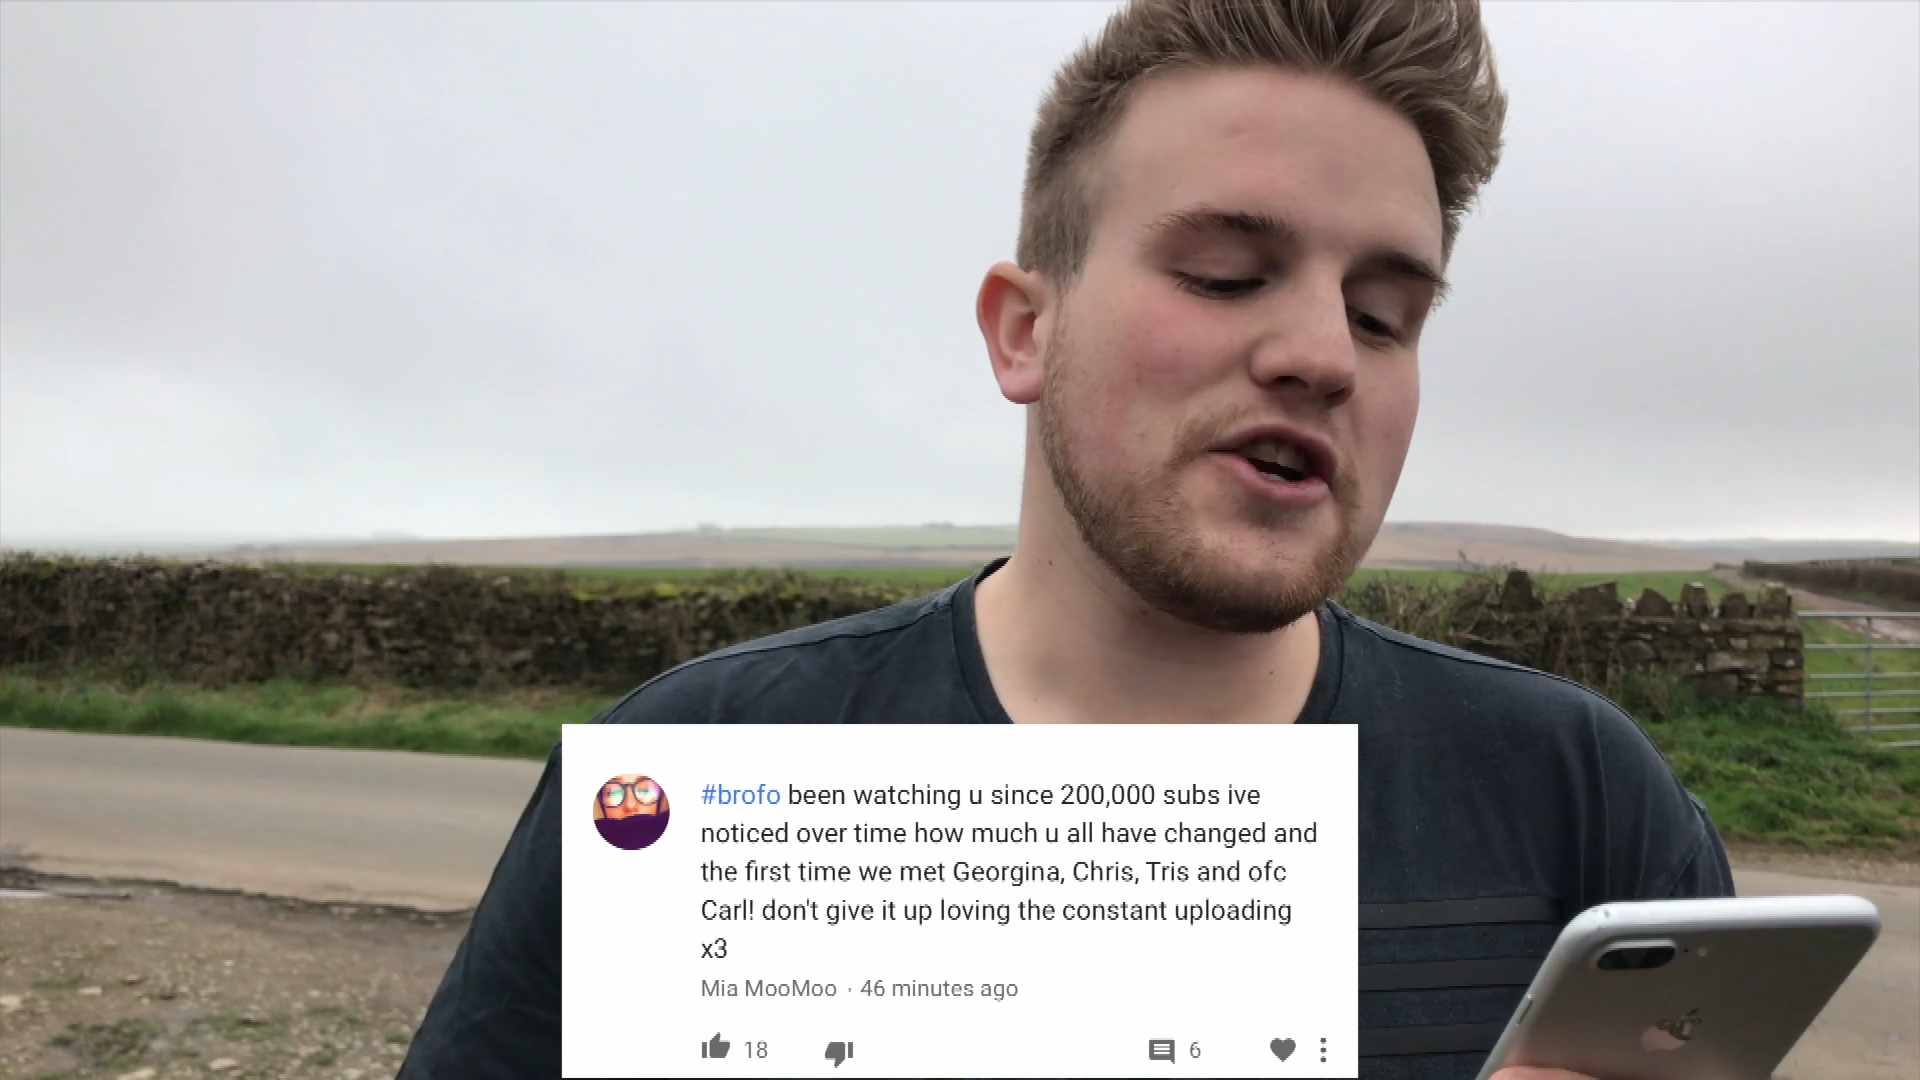 #brofo been watching u since 200,000 subs ive
noticed over time how much u all have changed and
the first time we met Georgina, Chris, Tris and ofc
Carl! don't give it up loving the constant uploading
x3
Mia MooMoo · 46 minutes ago
18
6